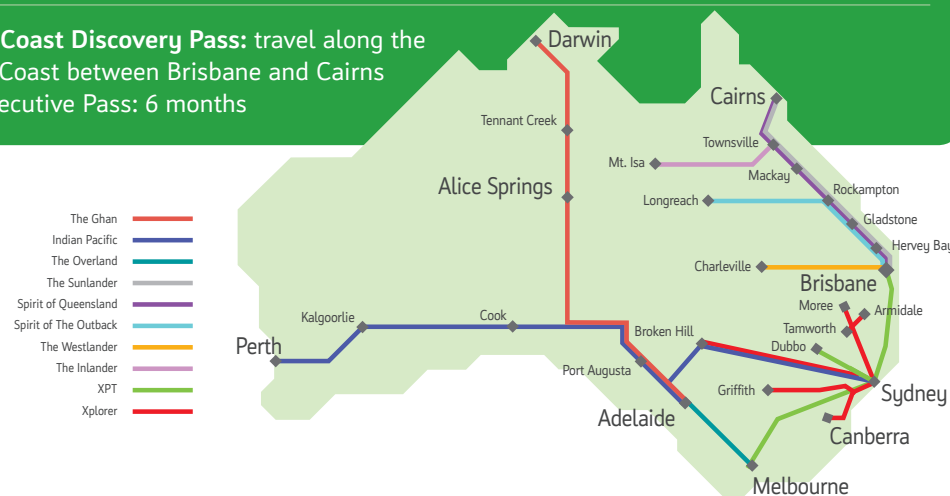 Coast Discovery Pass: travel along the
Coast between Brisbane and Cairns
ecutive Pass: 6 months
Darwin
Cairns
Tennant Creek
Townsville
Mt. Isa
Mackay
Alice Springs
Rockampton
Longreach
Gladstone
The Ghan
Indian Pacific
The Overland
The Sunlander
Spirit of Queensland
Spirit of The Outback
The Westlander
The Inlander
XPT
Xplorer
Hervey Bay
Charleville
Brisbane
Moree
Armidale
Kalgoorlie
Cook
Tamworth
Broken Hill
Dubbo
Perth
Port Augusta
Griffith
Sydney
Adelaide
Canberra
Melbourne